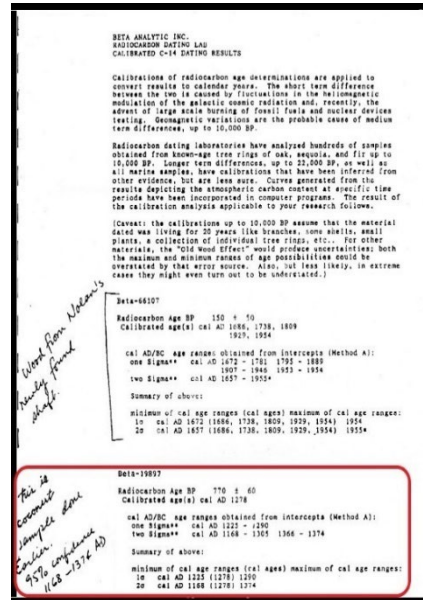 BETA ANALYTIC INC.
RADIOCARBON DATING LAB
CALIBRATED C-14 DATING RESULTS
Calibrations of radiocarbon age determinations are applied to
convert results to calendar years. The short term difference
between the two is caused by fluctuations in the heliomagnetic
modulation of the galactic cosmic radiation and, recently, the
advent of large scale burning of fossil fuels and nuclear devices
testing. Geomagnetic variations are the probable cause of medium
term differences, up to 10,000 BP.
Radiocarbon dating laboratories have analyzed hundreds of samples
obtained from known-age tree rings of oak, sequoia, and fir up to
10,000 BP. Longer term differences, up to 22,000 BP, as well as
all marine samples, have calibrations that have been inferred from
other evidence, but are less sure. Curves generated from the
results depicting the atmospheric carbon content at specific time
periods have been incorporated in computer programs. The result of
the calibration analysis applicable to your research follows.
(Caveat: the calibrations up to 10,000 BP assume that the material
dated was living for 20 years like branches, some shells, small
plants, a collection of individual tree rings, etc.. For other
materials, the "Old Wood Effect" would produce uncertainties; both
the maximum and minimum ranges of age possibilities could be
overstated by that error source. Also, but less likely, in extreme
cases they might even turn out to be understated.)
Wood from Nolan's
newly found
shaft.
Beta-66107
Radiocarbon Age BP 150 ± 50
Calibrated age(s) cal AD 1686, 1738, 1809
1929, 1954
cal AD/BC age ranges obtained from intercepts (Method A):
one Sigma** cal AD 1672 - 1781 1795 - 1889
1907 - 1946 1953 - 1954
two Sigma** cal AD 1657 - 1955*
Summary of above:
minimum of cal age ranges (cal ages) maximum of cal age ranges:
1σ cal AD 1672 (1686, 1738, 1809, 1929, 1954) 1954
2σ cal AD 1657 (1686, 1738, 1809, 1929, 1954) 1955*
This is
coconut
sample done
Earlier.
95% confidence
1168 - 1374 AD
Beta-19897
Radiocarbon Age BP 770 ± 60
Calibrated age(s) cal AD 1278
cal AD/BC age ranges obtained from intercepts (Method A):
one Sigma** cal AD 1225 - 1290
two Sigma** cal AD 1168 - 1305 1366 - 1374
Summary of above:
minimum of cal age ranges (cal ages) maximum of cal age ranges:
1σ cal AD 1225 (1278) 1290
2σ cal AD 1168 (1278) 1374